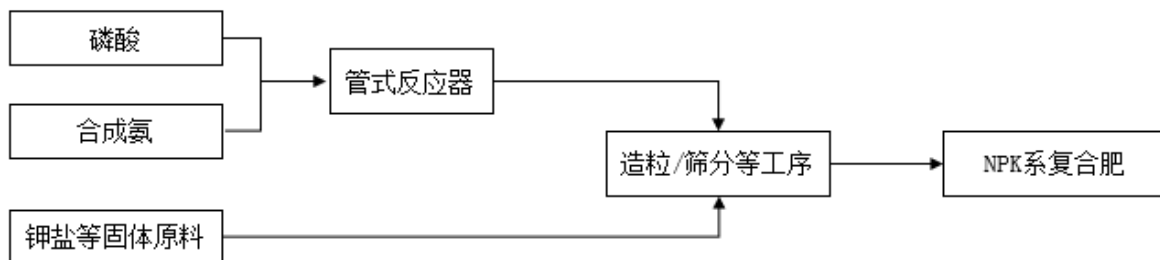 磷酸
合成氨
管式反应器
造粒/筛分等工序
NPK系复合肥
钾盐等固体原料